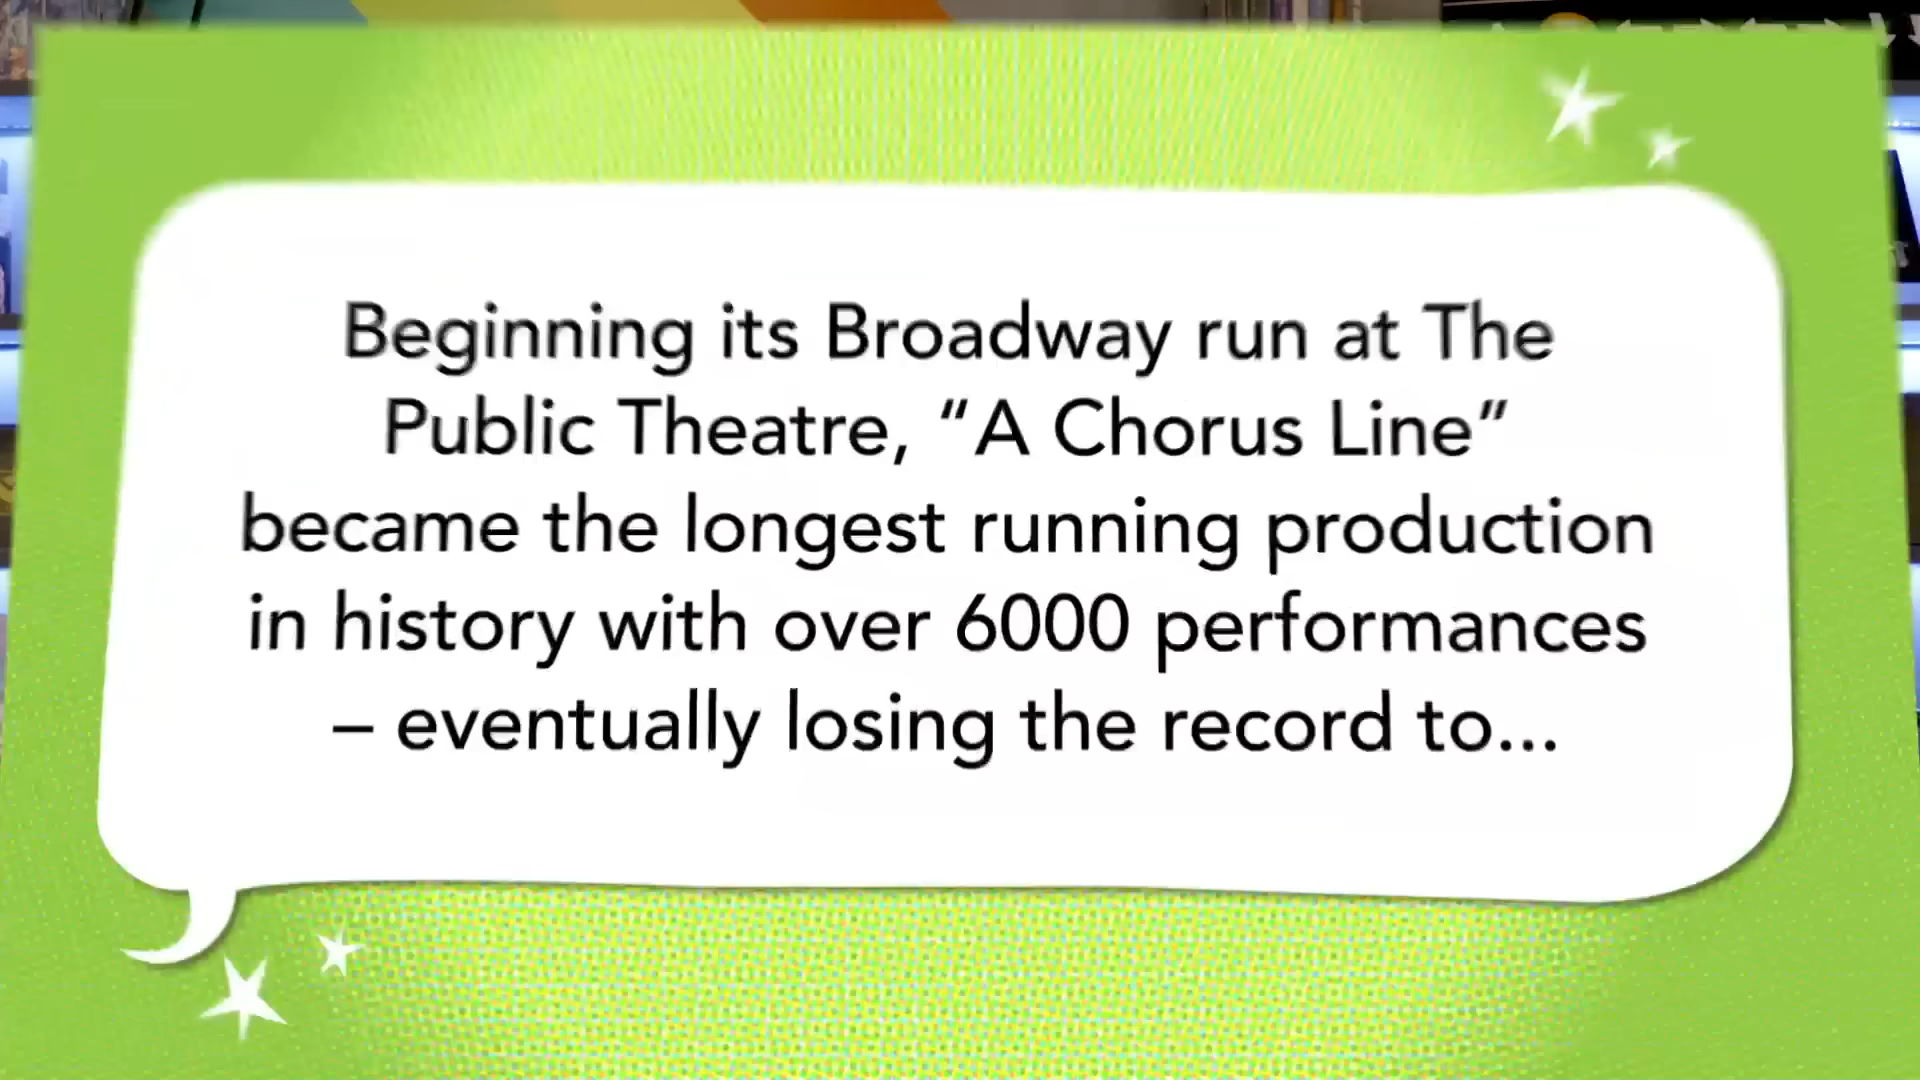 Beginning its Broadway run at The
Public Theatre, “A Chorus Line”
became the longest running production
in history with over 6000 performances
– eventually losing the record to...